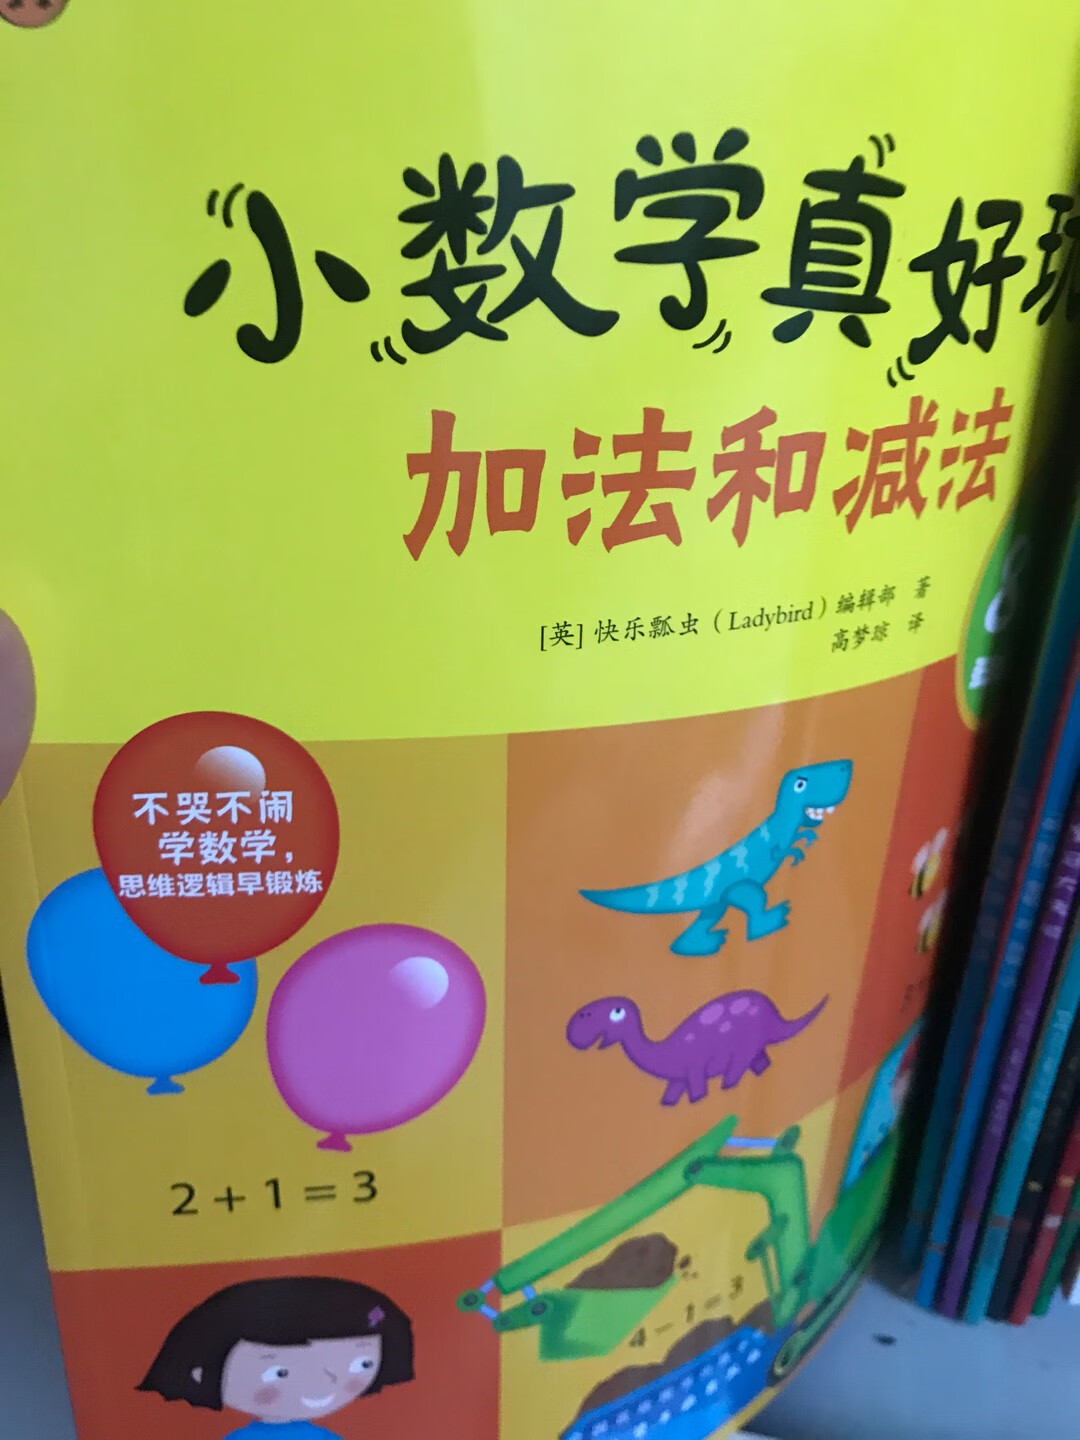 小数学真好玩
加法和减法
[英] 快乐瓢虫（Ladybird）编辑部 著
高梦琼 译
不哭不闹
学数学，
思维逻辑早锻炼
2+1=3
4-1=3